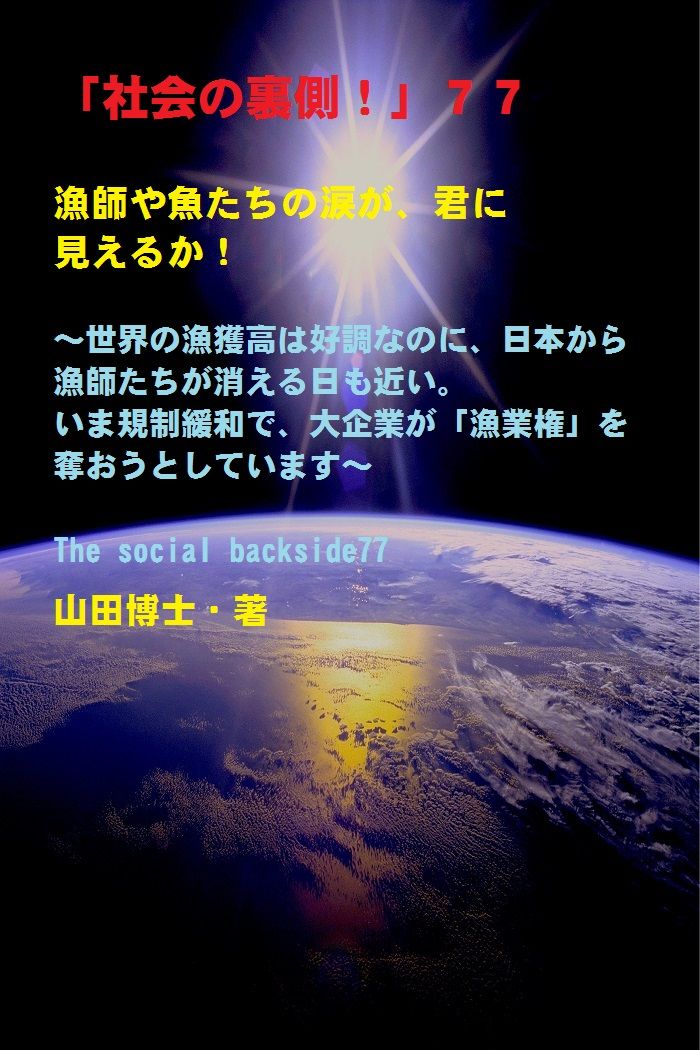 「社会の裏側！」７７
漁師や魚たちの涙が、君に
見えるか！
～世界の漁獲高は好調なのに、日本から
漁師たちが消える日も近い。
いま規制緩和で、大企業が「漁業権」を
奪おうとしています～
The social backside77
山田博士・著